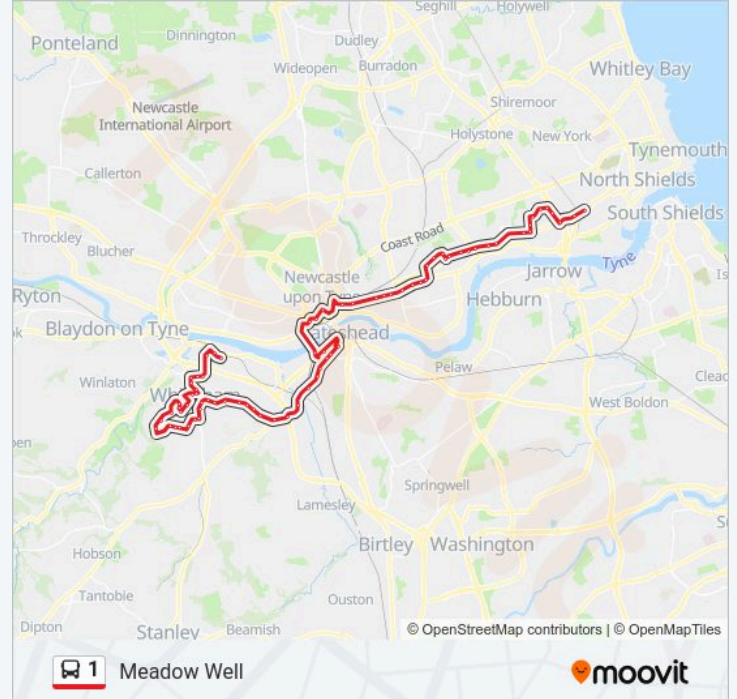 Seghill
Holywell
Ponteland
Dinnington
Dudley
Wideopen
Burradon
Whitley Bay
Newcastle
International Airport
Shiremoor
Holystone
New York
Tynemouth
Callerton
North Shields
South Shields
Throckley
Blucher
Coast Road
Tyne
Jarrow
Newcastle
upon Tyne
Ryton
Hebburn
Blaydon on Tyne
ateshead
Pelaw
Winlaton
West Boldon
Springwell
Lamesley
Birtley
Washington
Hobson
Tantobie
Ouston
Dipton
Stanley
Beamish
© OpenStreetMap contributors | © OpenMapTiles
1 Meadow Well
moovit